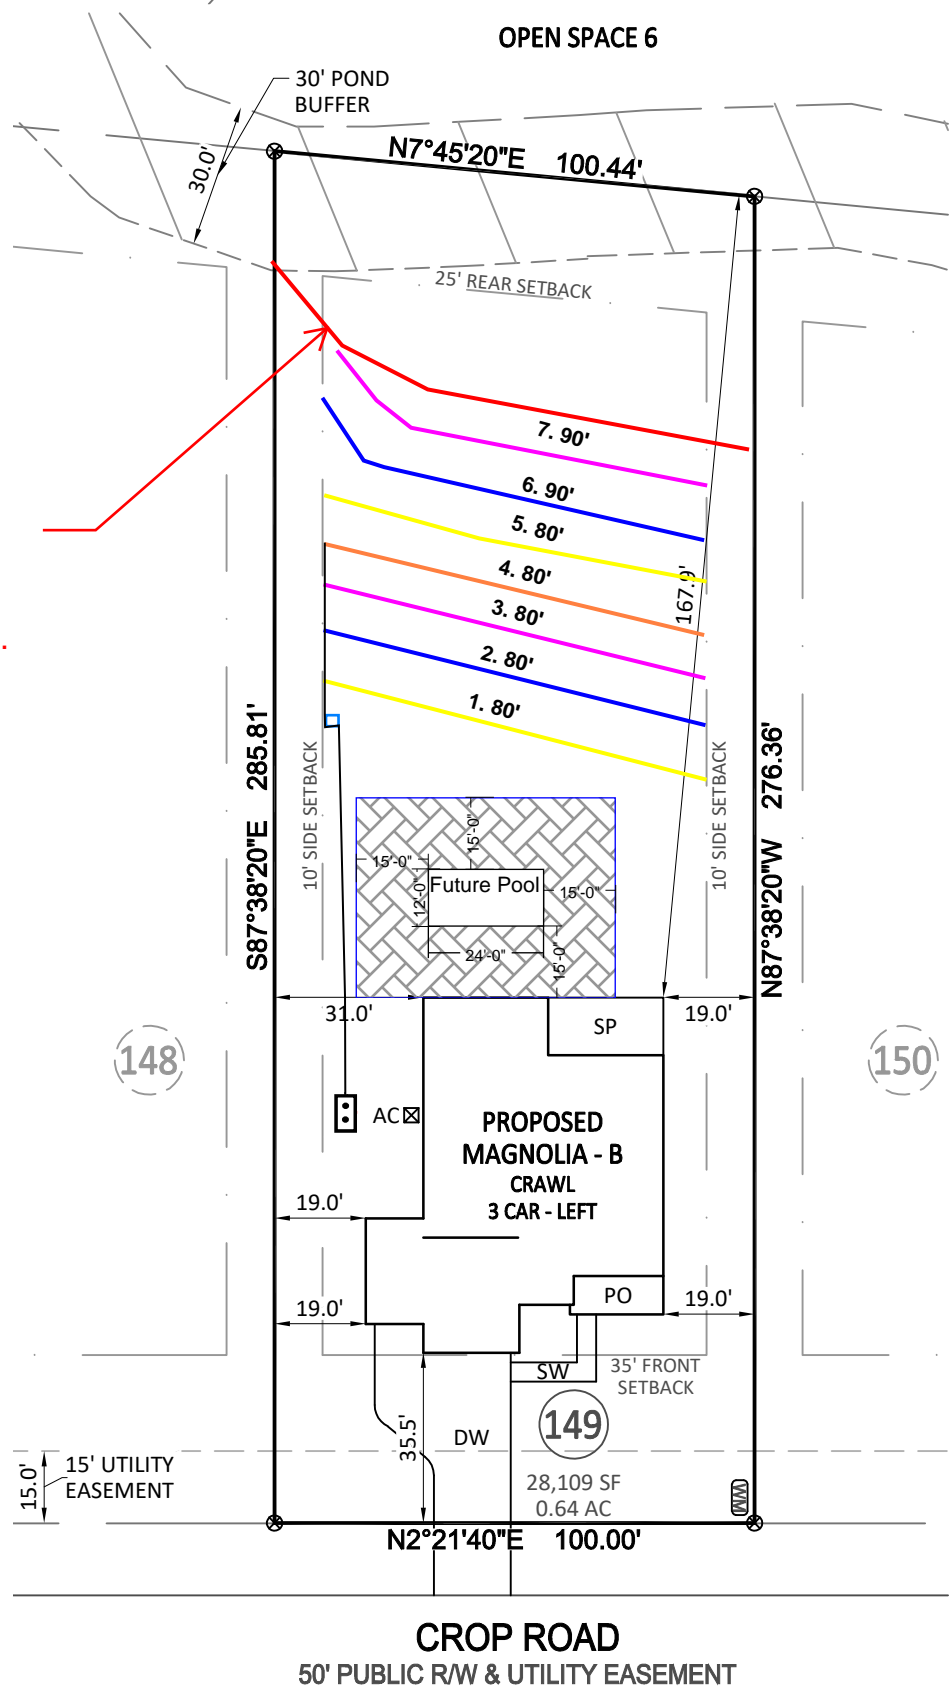 OPEN SPACE 6
30' POND
BUFFER
30.0'
N7°45'20"E 100.44'
25' REAR SETBACK
7. 90'
6. 90'
5. 80'
4. 80'
3. 80'
2. 80'
1. 80'
167.9'
S87°38'20"E 285.81'
10' SIDE SETBACK
10' SIDE SETBACK
N87°38'20"W 276.36'
15'-0"
15'-0"
12'-0"
Future Pool
15'-0"
24'-0"
15'-0"
31.0'
SP
19.0'
148
150
AC
PROPOSED
MAGNOLIA - B
CRAWL
3 CAR - LEFT
19.0'
PO
19.0'
19.0'
SW
35' FRONT
SETBACK
149
35.5'
DW
15.0'
15' UTILITY
EASEMENT
28,109 SF
0.64 AC
WM
N2°21'40"E 100.00'
CROP ROAD
50' PUBLIC R/W & UTILITY EASEMENT